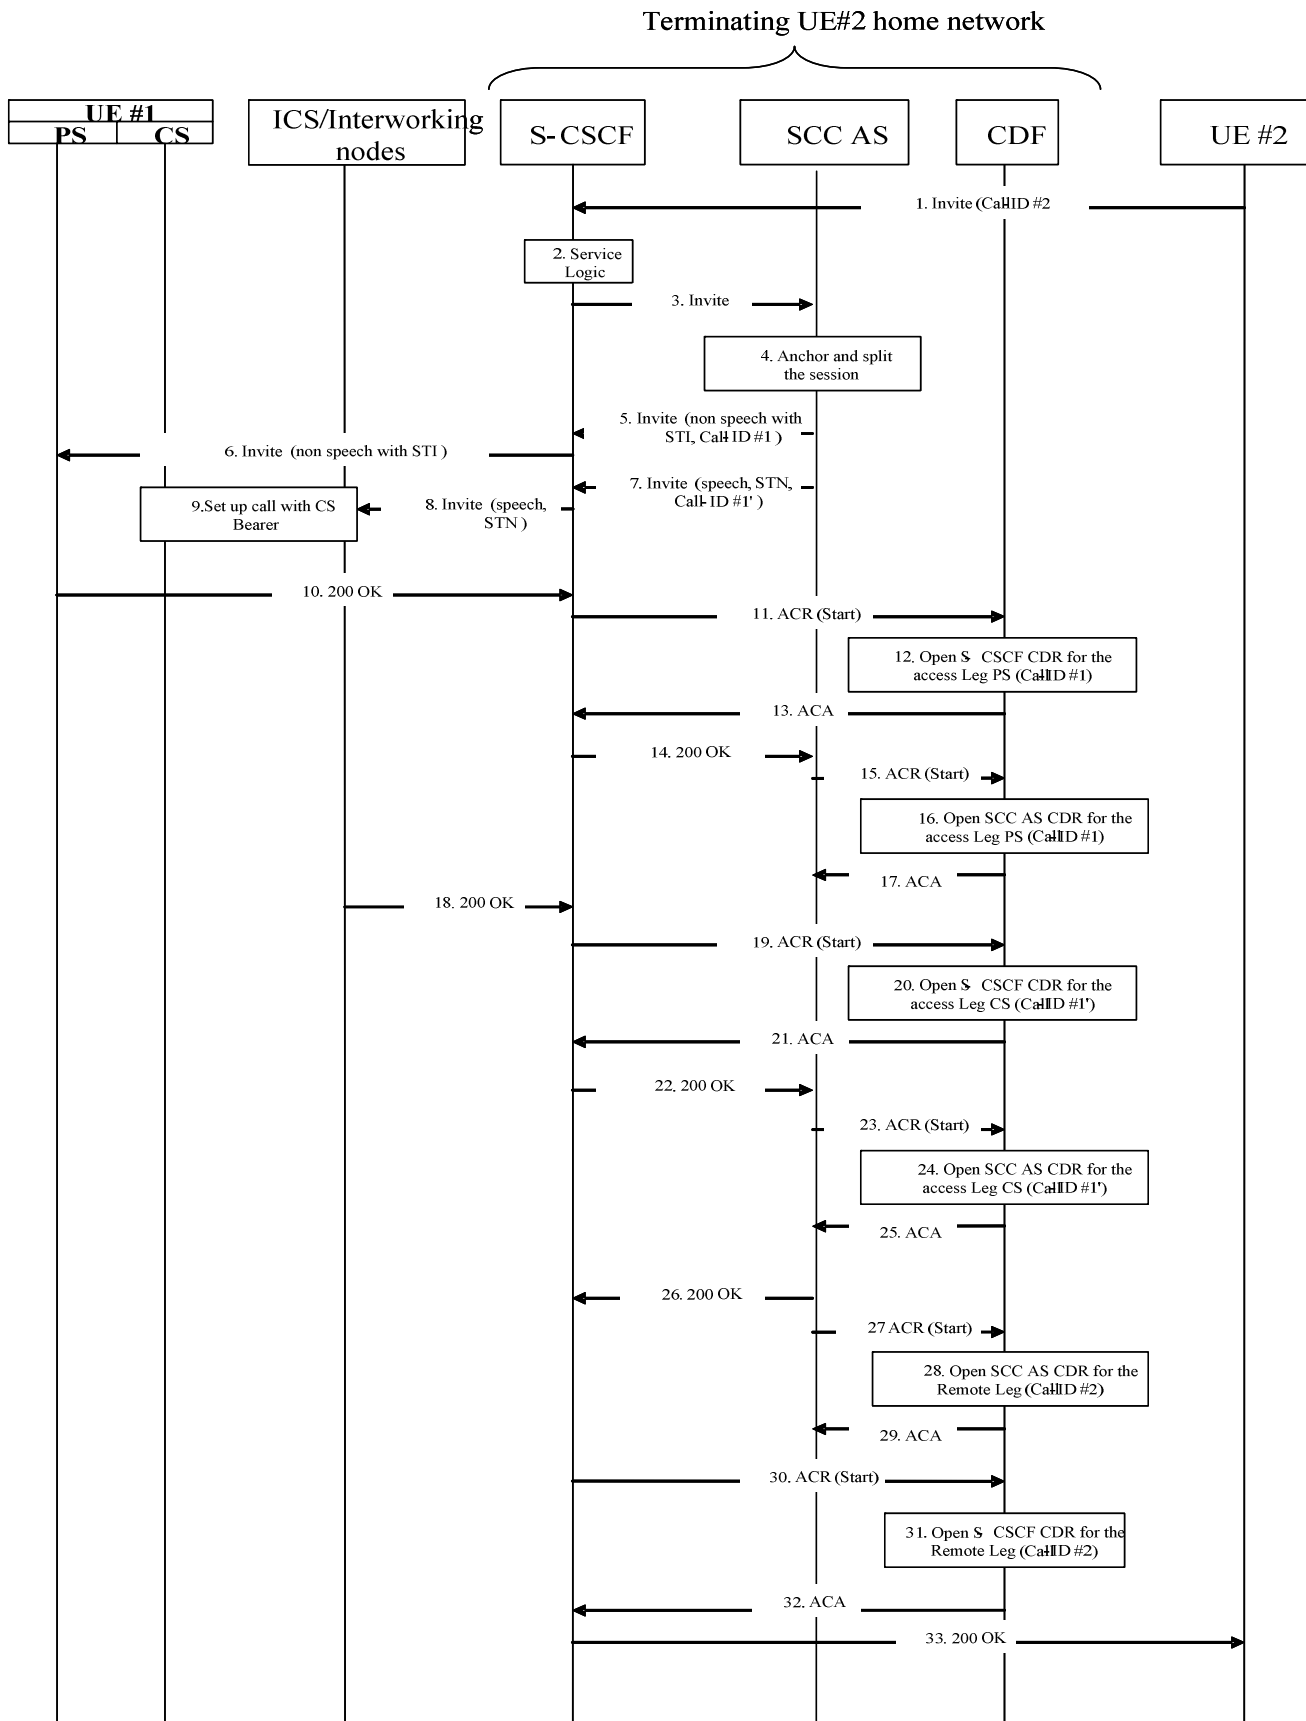 Terminating UE#2 home network
UE #1
PS
CS
ICS/Interworking
nodes
S-CSCF
SCC AS
CDF
UE #2
1. Invite (Call-ID #2
2. Service
Logic
3. Invite
4. Anchor and split
the session
5. Invite (non speech with
STI, Call-ID #1)
6. Invite (non speech with STI)
7. Invite (speech, STN,
Call-ID #1')
8. Invite (speech,
STN)
9.Set up call with CS
Bearer
10. 200 OK
11. ACR (Start)
12. Open S-CSCF CDR for the
access Leg PS (Call-ID #1)
13. ACA
14. 200 OK
15. ACR (Start)
16. Open SCC AS CDR for the
access Leg PS (Call-ID #1)
17. ACA
18. 200 OK
19. ACR (Start)
20. Open S-CSCF CDR for the
access Leg CS (Call-ID #1')
21. ACA
22. 200 OK
23. ACR (Start)
24. Open SCC AS CDR for the
access Leg CS (Call-ID #1')
25. ACA
26. 200 OK
27 ACR (Start)
28. Open SCC AS CDR for the
Remote Leg (Call-ID #2)
29. ACA
30. ACR (Start)
31. Open S-CSCF CDR for the
Remote Leg (Call-ID #2)
32. ACA
33. 200 OK